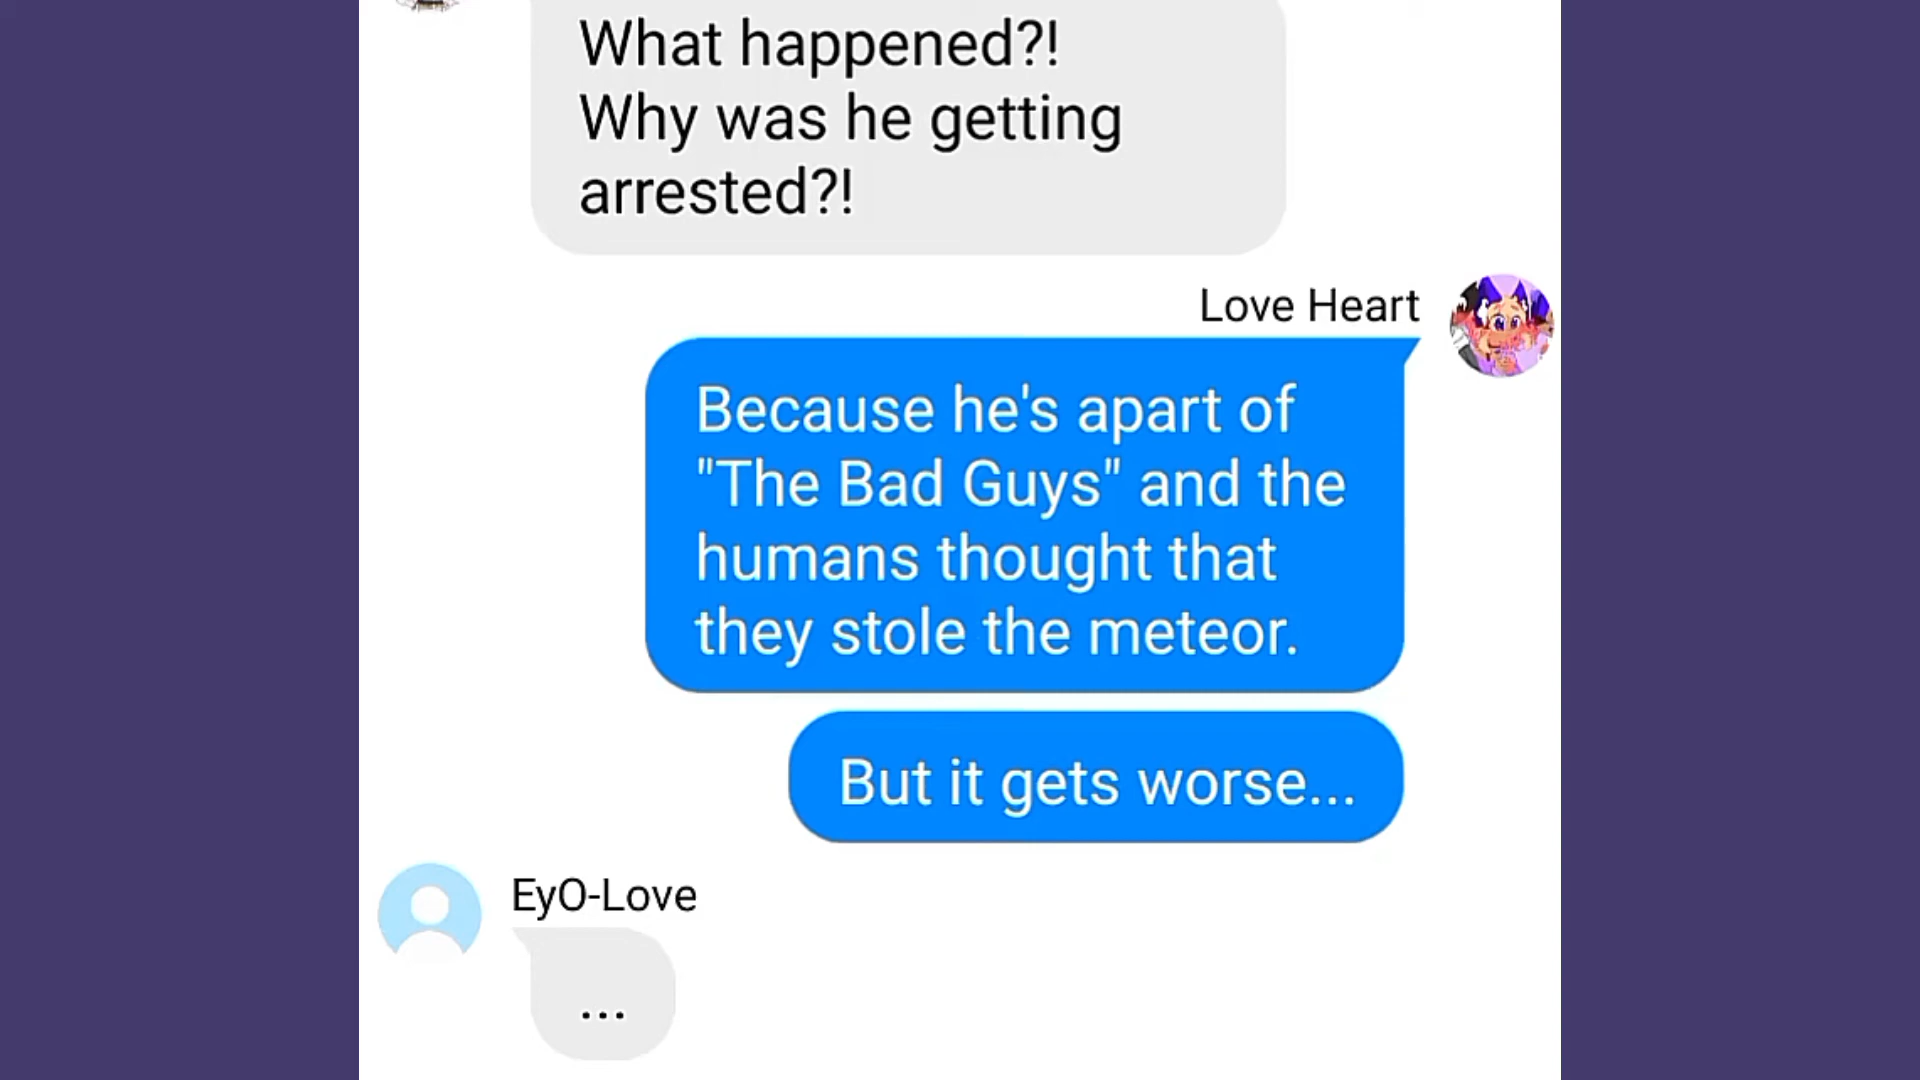 What happened?!
Why was he getting
arrested?!
Love Heart
Because he's apart of
"The Bad Guys" and the
humans thought that
they stole the meteor.
But it gets worse...
EyO-Love
...